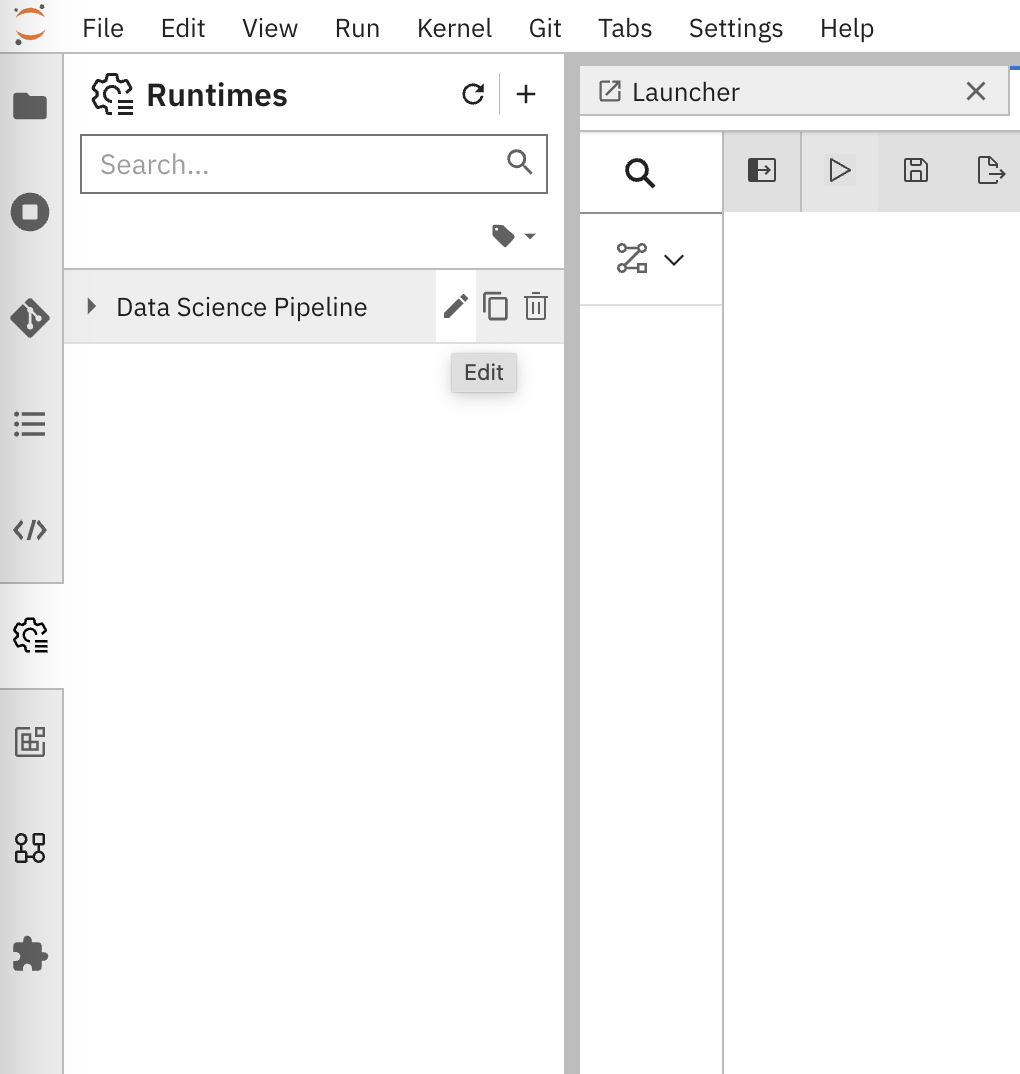 File Edit View Run Kernel Git Tabs Settings Help
Runtimes
Launcher
Search...
Data Science Pipeline
Edit